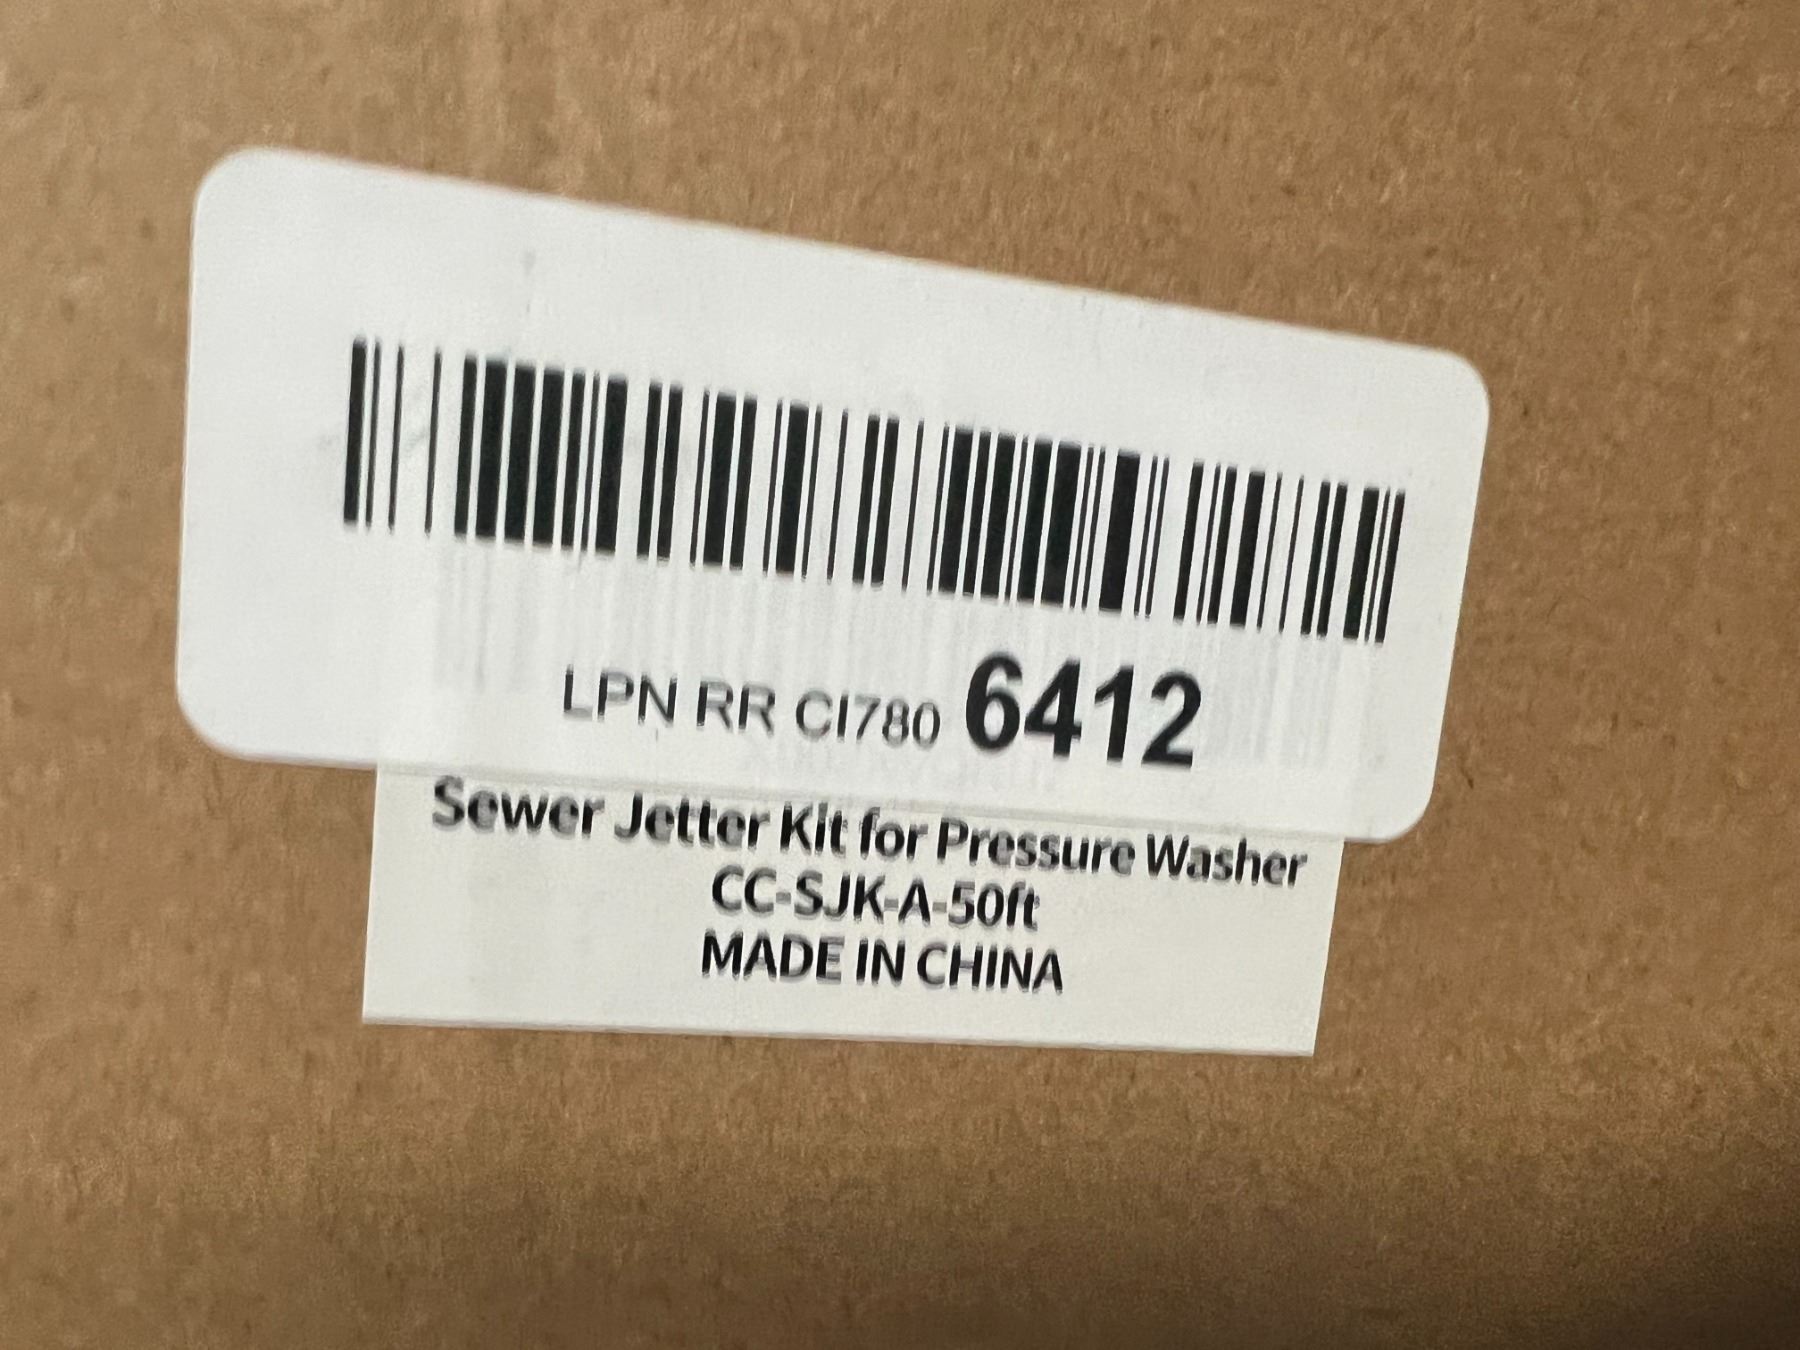 LPN RR CI780 6412
Sewer Jetter Kit for Pressure Washer
CC-SJK-A-50ft
MADE IN CHINA